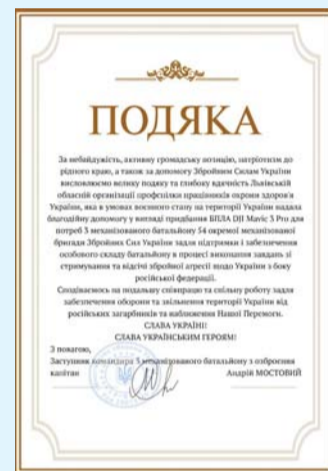 ПОДЯКА
За небайдужість, активну громадську позицію, патріотизм до
рідного краю, а також за допомогу Збройним Силам України
висловлюємо велику подяку та глибоку вдячність Львівській
обласній організації профспілки працівників охорони здоров'я
України, яка в умовах воєнного стану на території України надала
благодійну допомогу у вигляді придбання БПЛА DJI Mavic 3 Pro для
потреб 3 механізованого батальйону 54 окремої механізованої
бригади Збройних Сил України задля підтримки і забезпечення
особового складу батальйону в процесі виконання завдань зі
стримування та відсічі збройної агресії щодо України з боку
російської федерації.
Сподіваємось на подальшу співпрацю та спільну роботу задля
забезпечення оборони та звільнення території України від
російських загарбників та наближення Нашої Перемоги.
СЛАВА УКРАЇНІ!
СЛАВА УКРАЇНСЬКИМ ГЕРОЯМ!
З повагою,
Заступник командира 3 механізованого батальйону з озброєння
капітан Андрій МОСТОВИЙ